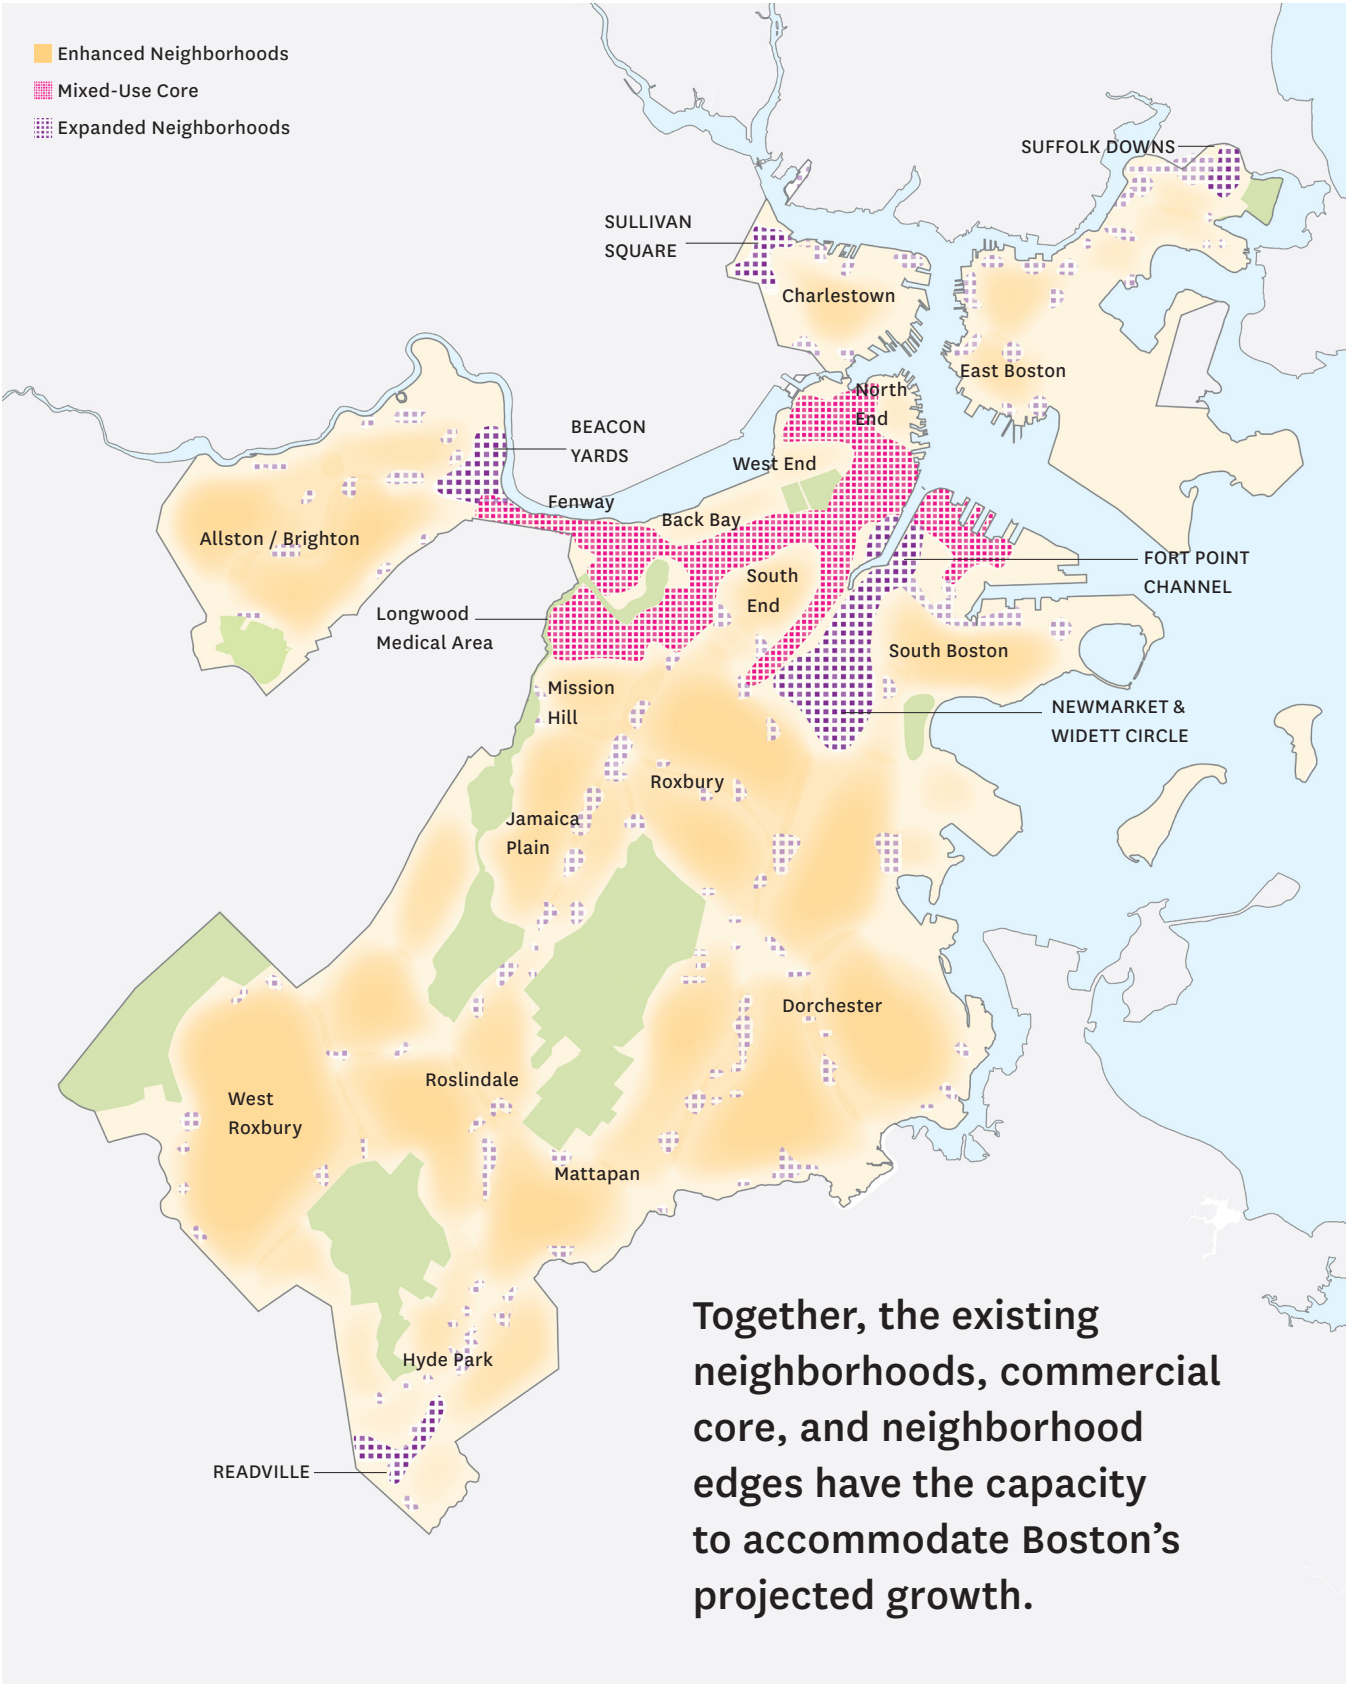 Enhanced Neighborhoods
Mixed-Use Core
Expanded Neighborhoods
SUFFOLK DOWNS
SULLIVAN
SQUARE
Charlestown
East Boston
North
End
BEACON
YARDS
West End
Fenway
Back Bay
Allston / Brighton
FORT POINT
CHANNEL
South
End
Longwood
Medical Area
South Boston
Mission
Hill
NEWMARKET &
WIDETT CIRCLE
Roxbury
Jamaica
Plain
Dorchester
Roslindale
West
Roxbury
Mattapan
Hyde Park
READVILLE
Together, the existing
neighborhoods, commercial
core, and neighborhood
edges have the capacity
to accommodate Boston’s
projected growth.